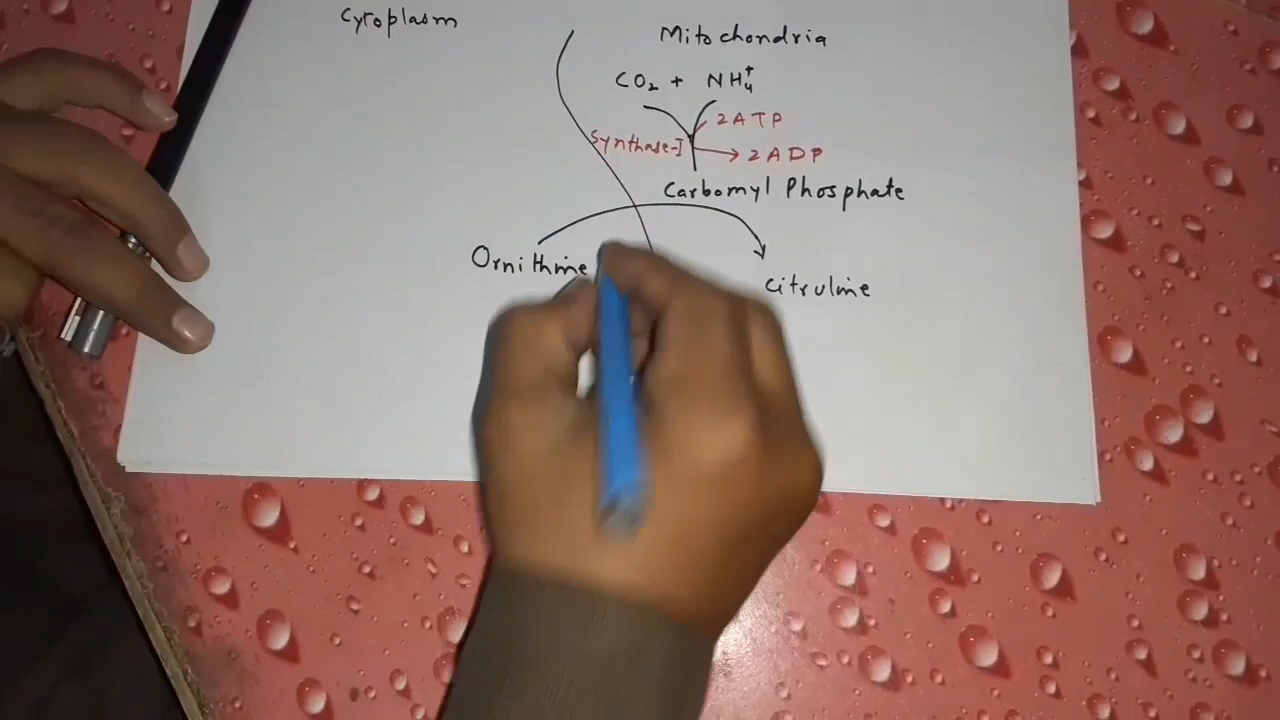 Cytoplasm
Mitochondria
CO₂ + NH₄⁺
2ATP
Synthase-I
2ADP
Carbomyl Phosphate
Ornithine
Citruline